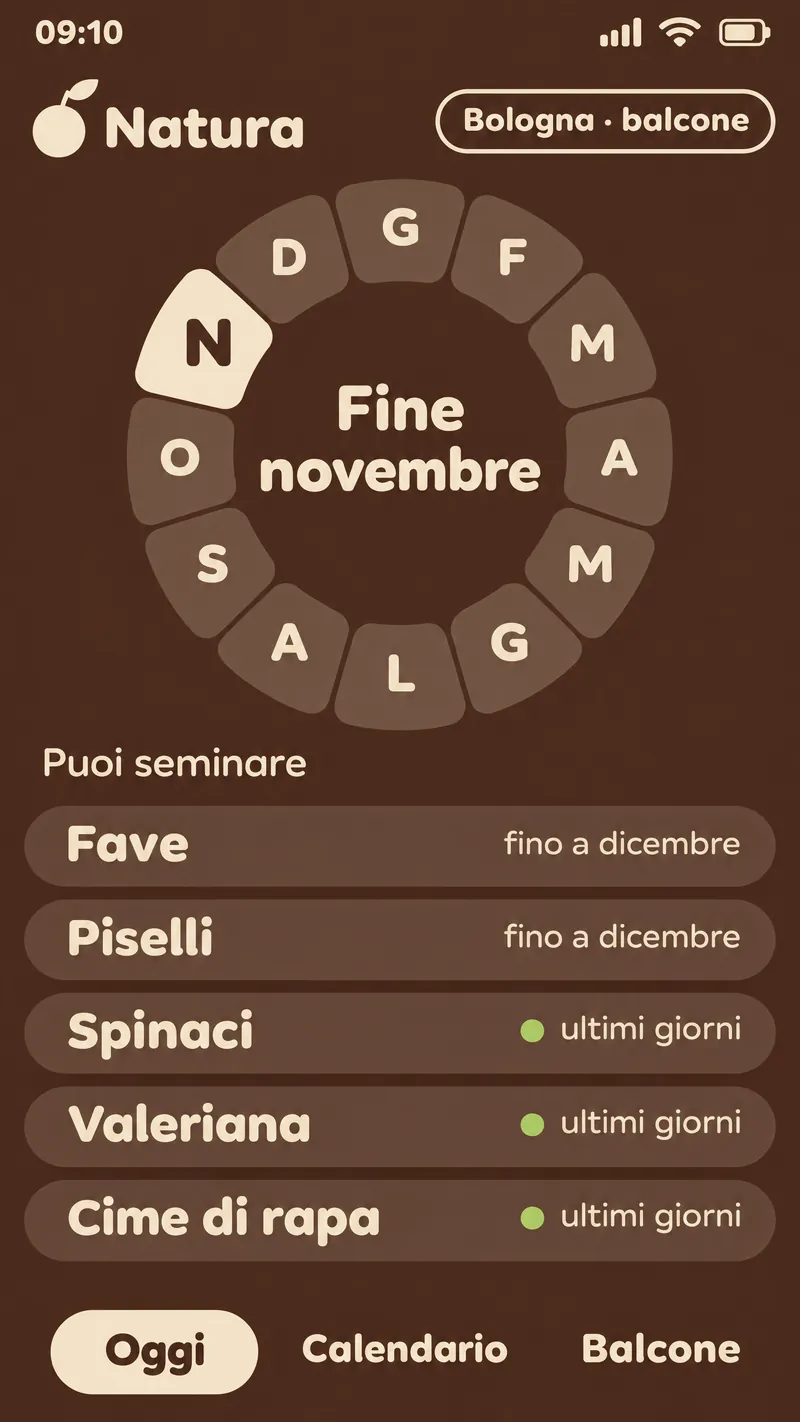 09:10
Natura
Bologna · balcone
G
F
M
A
M
G
L
A
S
O
N
D
Fine
novembre
Puoi seminare
Fave fino a dicembre
Piselli fino a dicembre
Spinaci ultimi giorni
Valeriana ultimi giorni
Cime di rapa ultimi giorni
Oggi Calendario Balcone